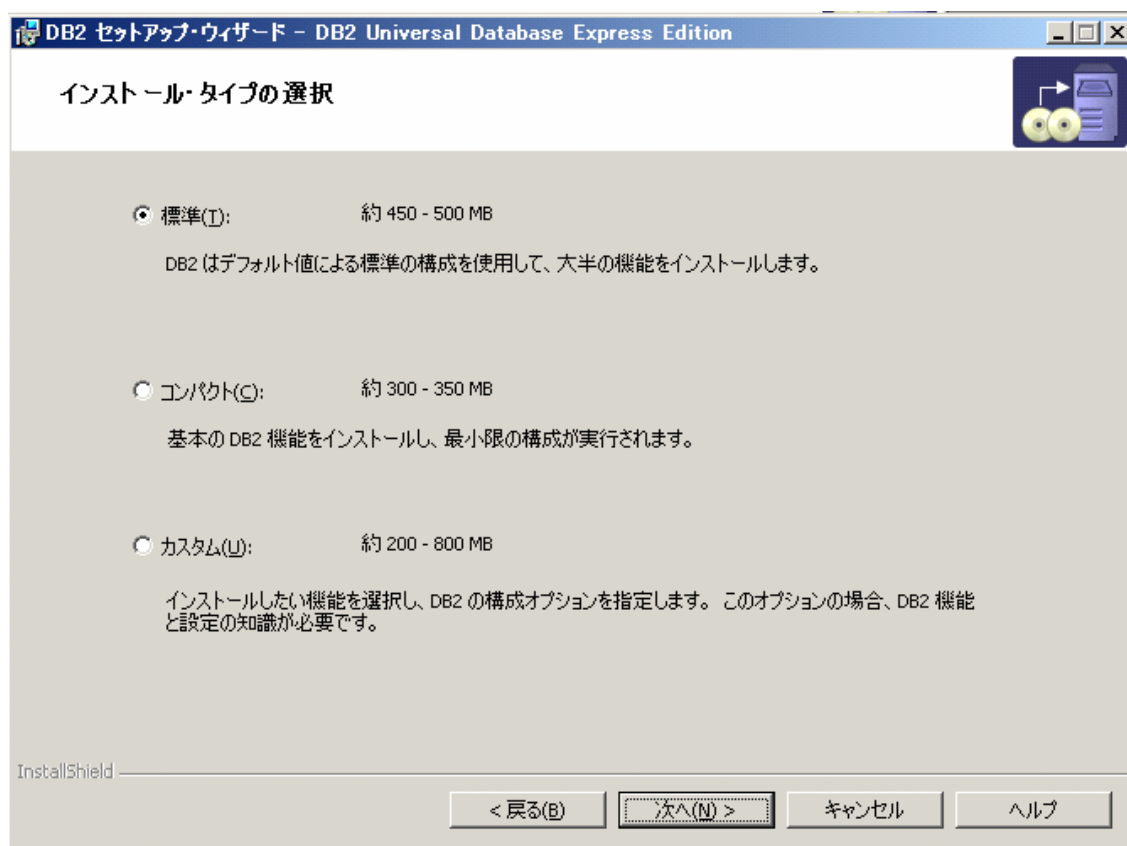 DB2 セットアップ・ウィザード - DB2 Universal Database Express Edition
インストール・タイプの選択
標準(T): 約 450 - 500 MB
DB2 はデフォルト値による標準の構成を使用して、大半の機能をインストールします。
コンパクト(C): 約 300 - 350 MB
基本の DB2 機能をインストールし、最小限の構成が実行されます。
カスタム(U): 約 200 - 800 MB
インストールしたい機能を選択し、DB2 の構成オプションを指定します。 このオプションの場合、DB2 機能
と設定の知識が必要です。
InstallShield
< 戻る(B) 次へ(N) > キャンセル ヘルプ